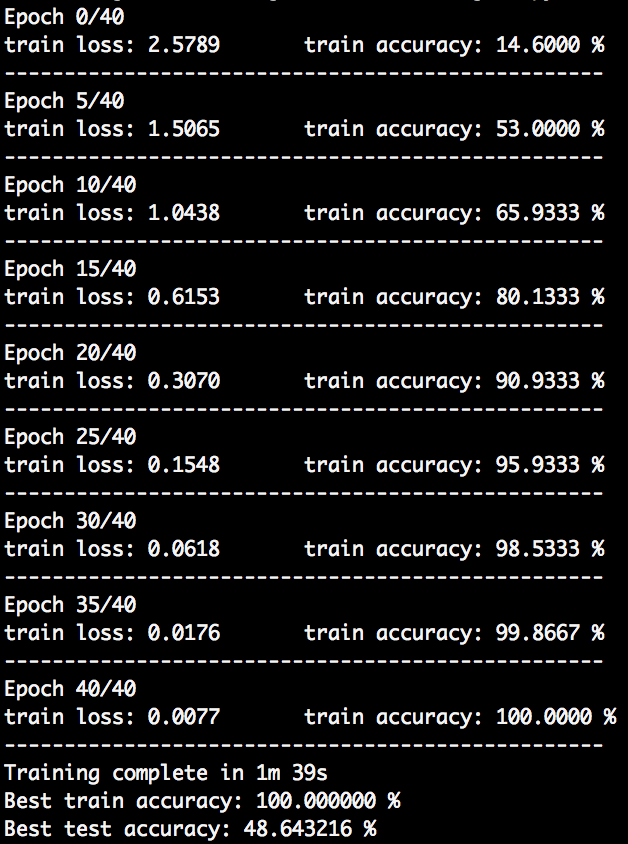 Epoch 0/40
train loss: 2.5789 train accuracy: 14.6000 %
--------------------------------------------------
Epoch 5/40
train loss: 1.5065 train accuracy: 53.0000 %
--------------------------------------------------
Epoch 10/40
train loss: 1.0438 train accuracy: 65.9333 %
--------------------------------------------------
Epoch 15/40
train loss: 0.6153 train accuracy: 80.1333 %
--------------------------------------------------
Epoch 20/40
train loss: 0.3070 train accuracy: 90.9333 %
--------------------------------------------------
Epoch 25/40
train loss: 0.1548 train accuracy: 95.9333 %
--------------------------------------------------
Epoch 30/40
train loss: 0.0618 train accuracy: 98.5333 %
--------------------------------------------------
Epoch 35/40
train loss: 0.0176 train accuracy: 99.8667 %
--------------------------------------------------
Epoch 40/40
train loss: 0.0077 train accuracy: 100.0000 %
--------------------------------------------------
Training complete in 1m 39s
Best train accuracy: 100.000000 %
Best test accuracy: 48.643216 %